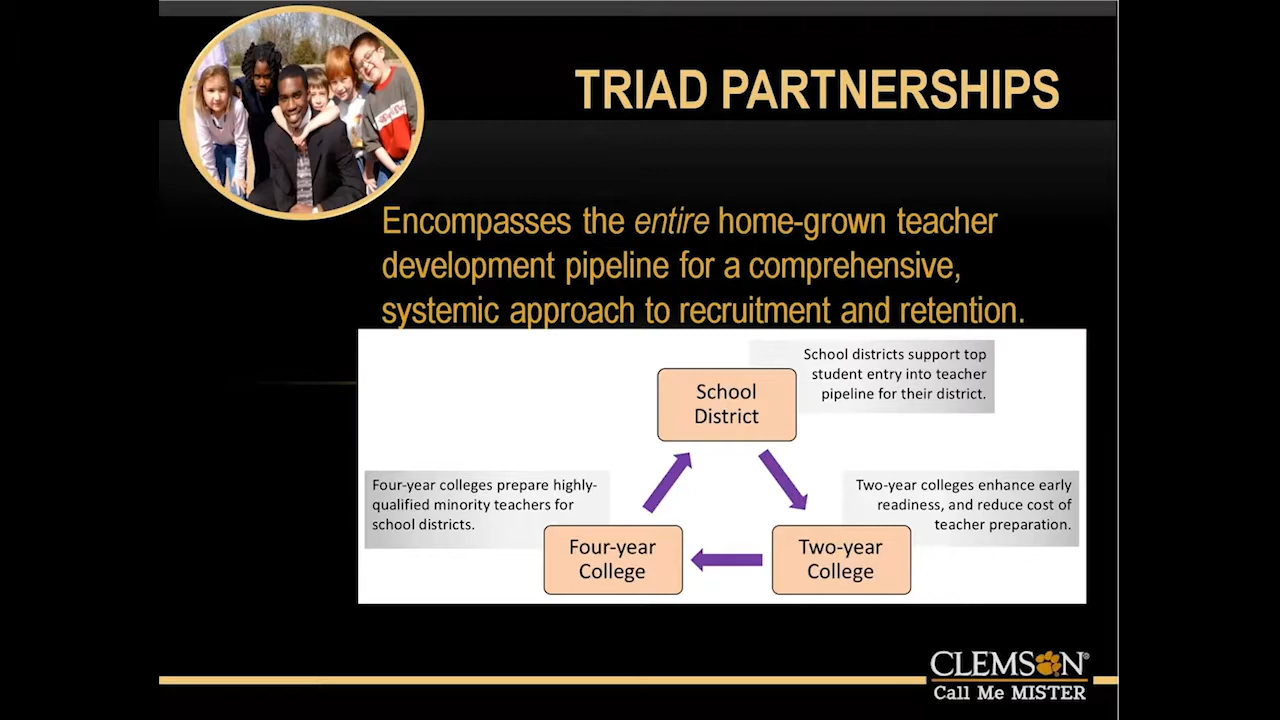 TRIAD PARTNERSHIPS
Encompasses the entire home-grown teacher
development pipeline for a comprehensive,
systemic approach to recruitment and retention.
School districts support top
student entry into teacher
pipeline for their district.
School
District
Four-year colleges prepare highly-
qualified minority teachers for
school districts.
Two-year colleges enhance early
readiness, and reduce cost of
teacher preparation.
Four-year
College
Two-year
College
CLEMSON®
Call Me MISTER